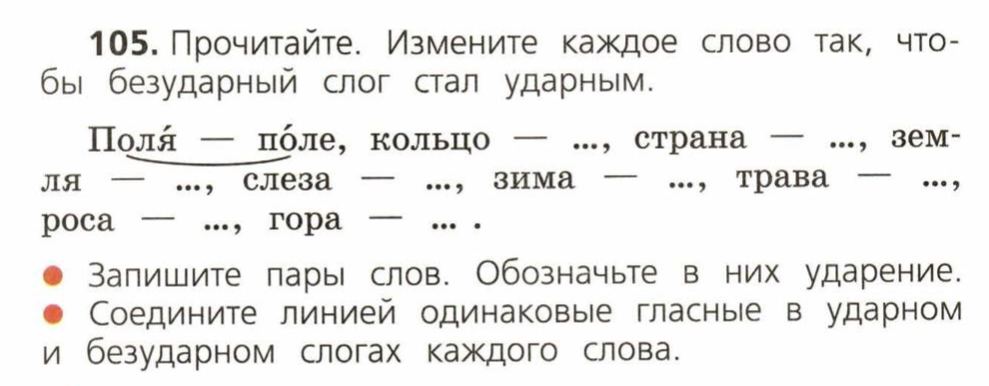 105. Прочитайте. Измените каждое слово так, что-
бы безударный слог стал ударным.
Поля́ — по́ле, кольцо — ..., страна — ..., зем-
ля — ..., слеза — ..., зима — ..., трава — ...,
роса — ..., гора — ... .
● Запишите пары слов. Обозначьте в них ударение.
● Соедините линией одинаковые гласные в ударном
и безударном слогах каждого слова.